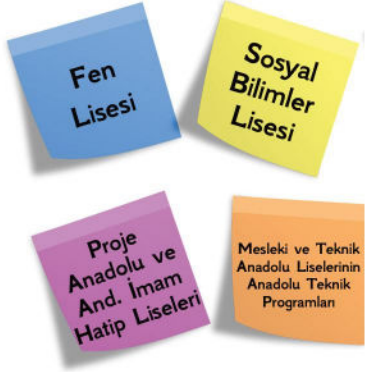 Fen
Lisesi
Sosyal
Bilimler
Lisesi
Proje
Anadolu ve
And. İmam
Hatip Liseleri
Mesleki ve Teknik
Anadolu Liselerinin
Anadolu Teknik
Programları